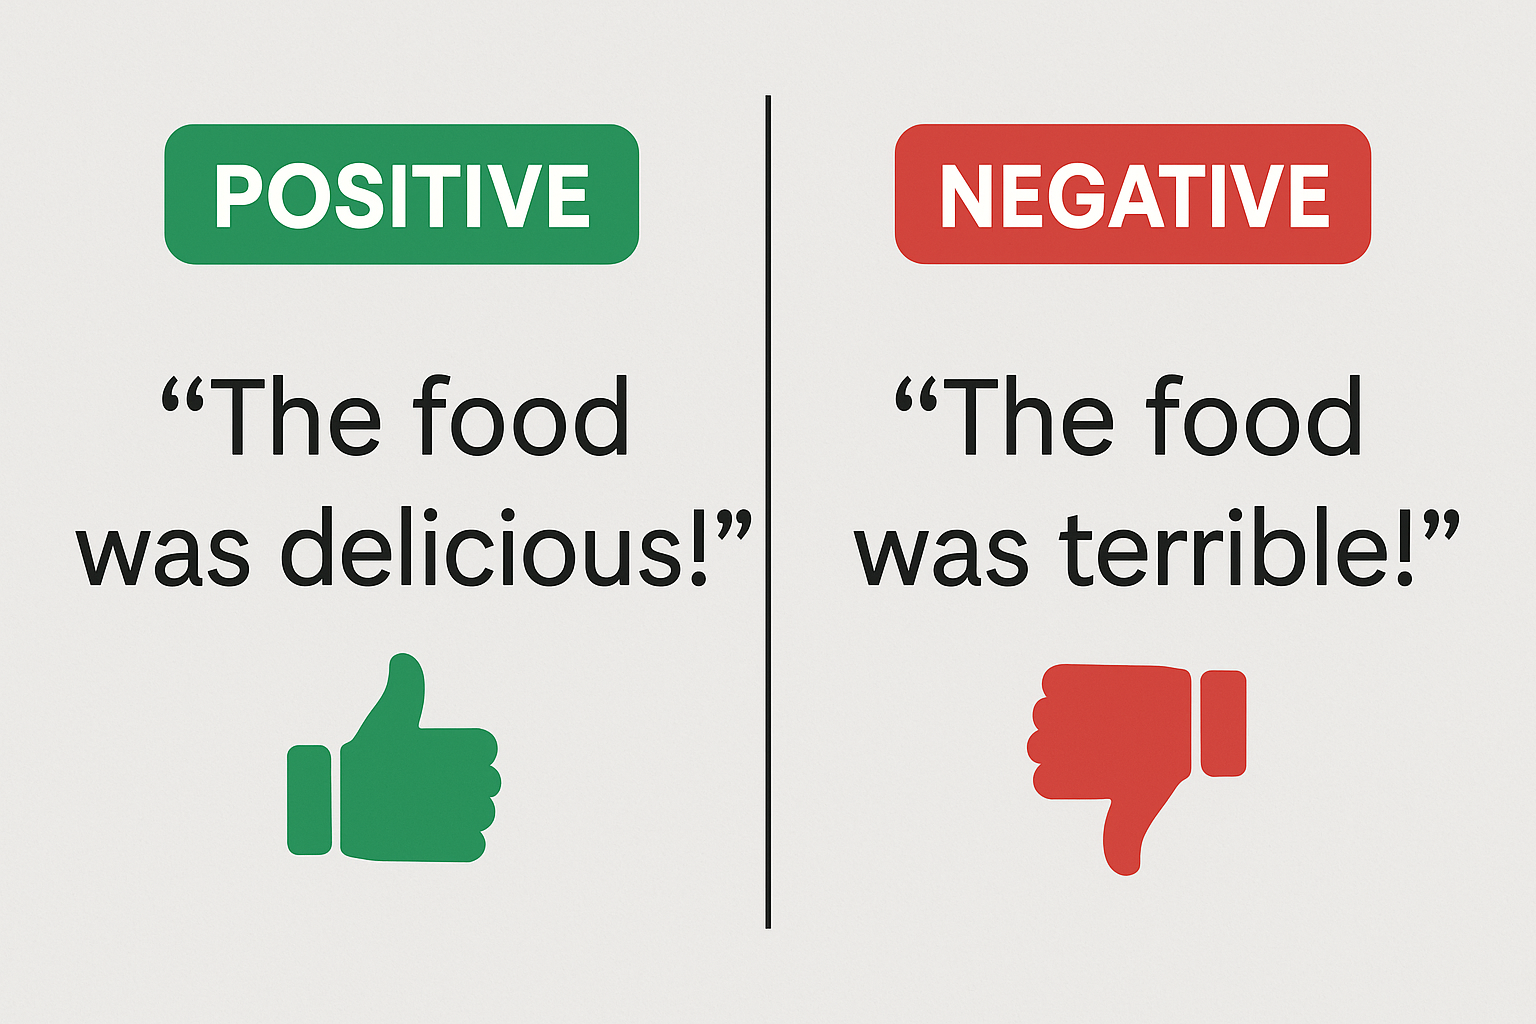 POSITIVE
“The food
was delicious!”
NEGATIVE
“The food
was terrible!”